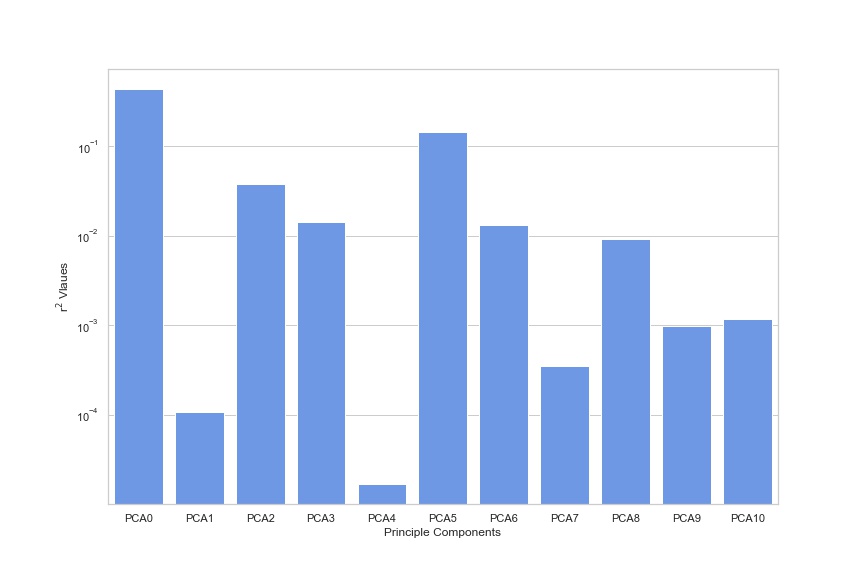 10⁻¹
10⁻²
10⁻³
10⁻⁴
r² Vlaues
PCA0 PCA1 PCA2 PCA3 PCA4 PCA5 PCA6 PCA7 PCA8 PCA9 PCA10
Principle Components